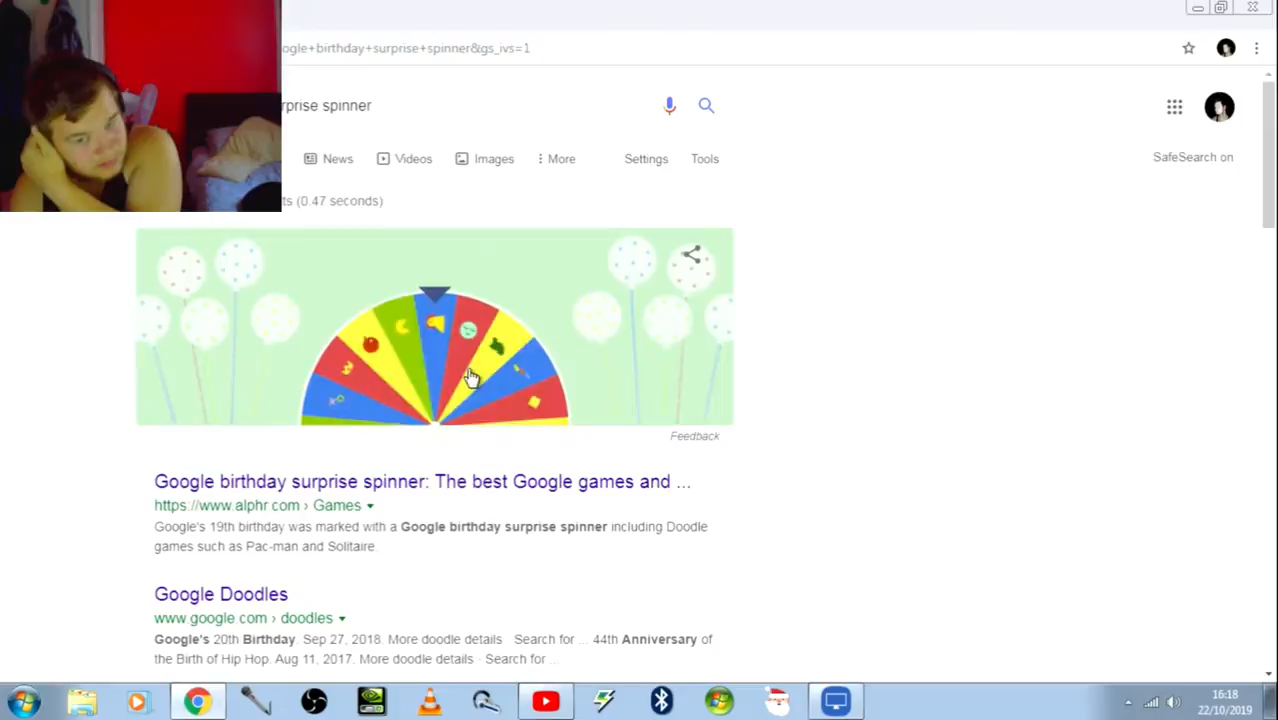 ogle+birthday+surprise+spinner&gs_ivs=1
rprise spinner
News Videos Images More Settings Tools
SafeSearch on
ts (0.47 seconds)
Feedback
Google birthday surprise spinner: The best Google games and ...
https://www.alphr.com › Games
Google's 19th birthday was marked with a Google birthday surprise spinner including Doodle
games such as Pac-man and Solitaire.
Google Doodles
www.google.com › doodles
Google's 20th Birthday. Sep 27, 2018. More doodle details · Search for ... 44th Anniversary of
the Birth of Hip Hop. Aug 11, 2017. More doodle details · Search for ...
16:18
22/10/2019